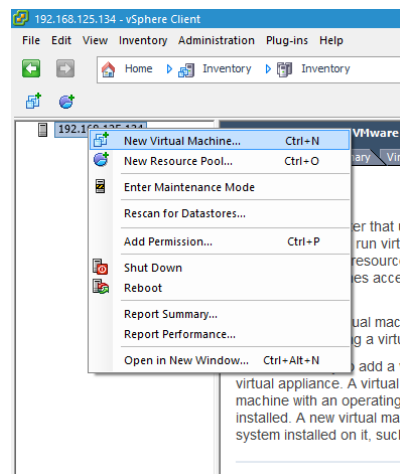 192.168.125.134 - vSphere Client
File Edit View Inventory Administration Plug-ins Help
Home Inventory Inventory
192.168.125.134
VMware
New Virtual Machine... Ctrl+N
New Resource Pool... Ctrl+O
Enter Maintenance Mode
Rescan for Datastores...
Add Permission... Ctrl+P
Shut Down
Reboot
Report Summary...
Report Performance...
Open in New Window... Ctrl+Alt+N
er that u
run virt
resourc
es acce
ual mac
g a virtu
add a v
virtual appliance. A virtual
machine with an operating
installed. A new virtual ma
system installed on it, suc